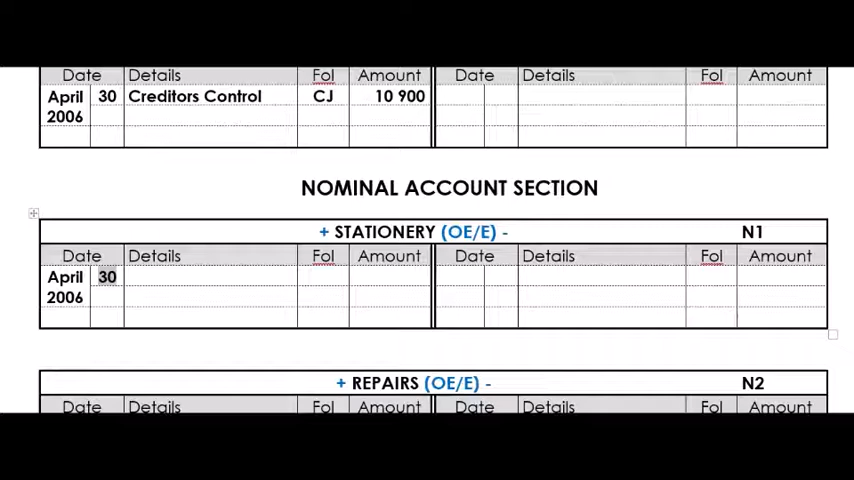 Date Details Fol Amount Date Details Fol Amount
April 30 Creditors Control CJ 10 900
2006
NOMINAL ACCOUNT SECTION
+ STATIONERY (OE/E) - N1
Date Details Fol Amount Date Details Fol Amount
April 30
2006
+ REPAIRS (OE/E) - N2
Date Details Fol Amount Date Details Fol Amount